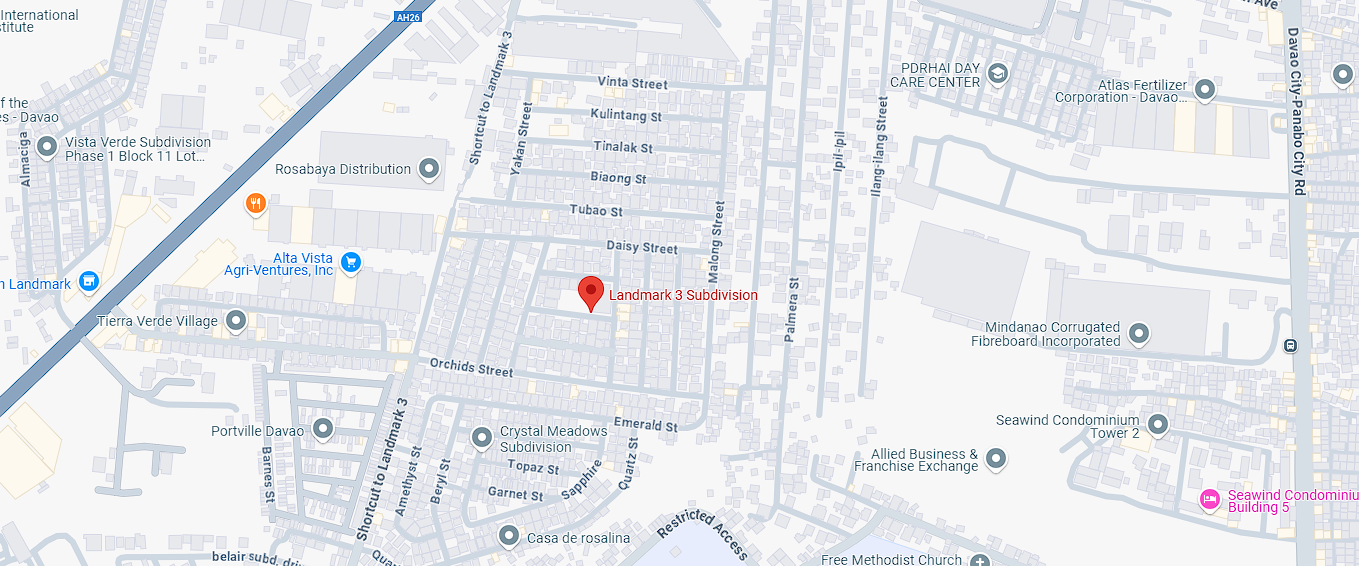 International
stitute
AH26
Ave
Davao City-Panabo City Rd
Shortcut to Landmark 3
Vinta Street
PDRHAI DAY
CARE CENTER
Atlas Fertilizer
Corporation - Davao...
of the
es - Davao
Kulintang St
Yakan Street
Tinalak St
Ipil-ipil
Ilang-ilang Street
Almaciga
Vista Verde Subdivision
Phase 1 Block 11 Lot...
Rosabaya Distribution
Biaong St
Tubao St
Malong Street
Daisy Street
Alta Vista
Agri-Ventures, Inc
n Landmark
Landmark 3 Subdivision
Palmera St
Tierra Verde Village
Mindanao Corrugated
Fibreboard Incorporated
Orchids Street
Shortcut to Landmark 3
Emerald St
Portville Davao
Crystal Meadows
Subdivision
Seawind Condominium
Tower 2
Barnes St
Amethyst St
Beryl St
Topaz St
Garnet St
Sapphire
Quartz St
Allied Business &
Franchise Exchange
Seawind Condominiu
Building 5
Casa de rosalina
Restricted Access
belair subd. driv
Quar
Free Methodist Church